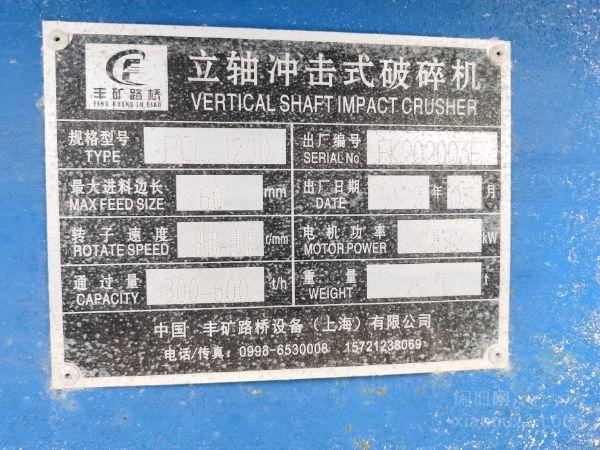 丰矿路桥
FENG KUANG LU QIAO
立轴冲击式破碎机
VERTICAL SHAFT IMPACT CRUSHER
规格型号
TYPE
出厂编号
SERIAL No
FK202003F
最大进料边长
MAX FEED SIZE
60
mm
出厂日期
DATE
年
月
转子速度
ROTATE SPEED
r/mm
电机功率
MOTOR POWER
kW
通过量
CAPACITY
300-600
t/h
重量
WEIGHT
t
中国·丰矿路桥设备(上海)有限公司
电话/传真:0998-6530008 15721238069